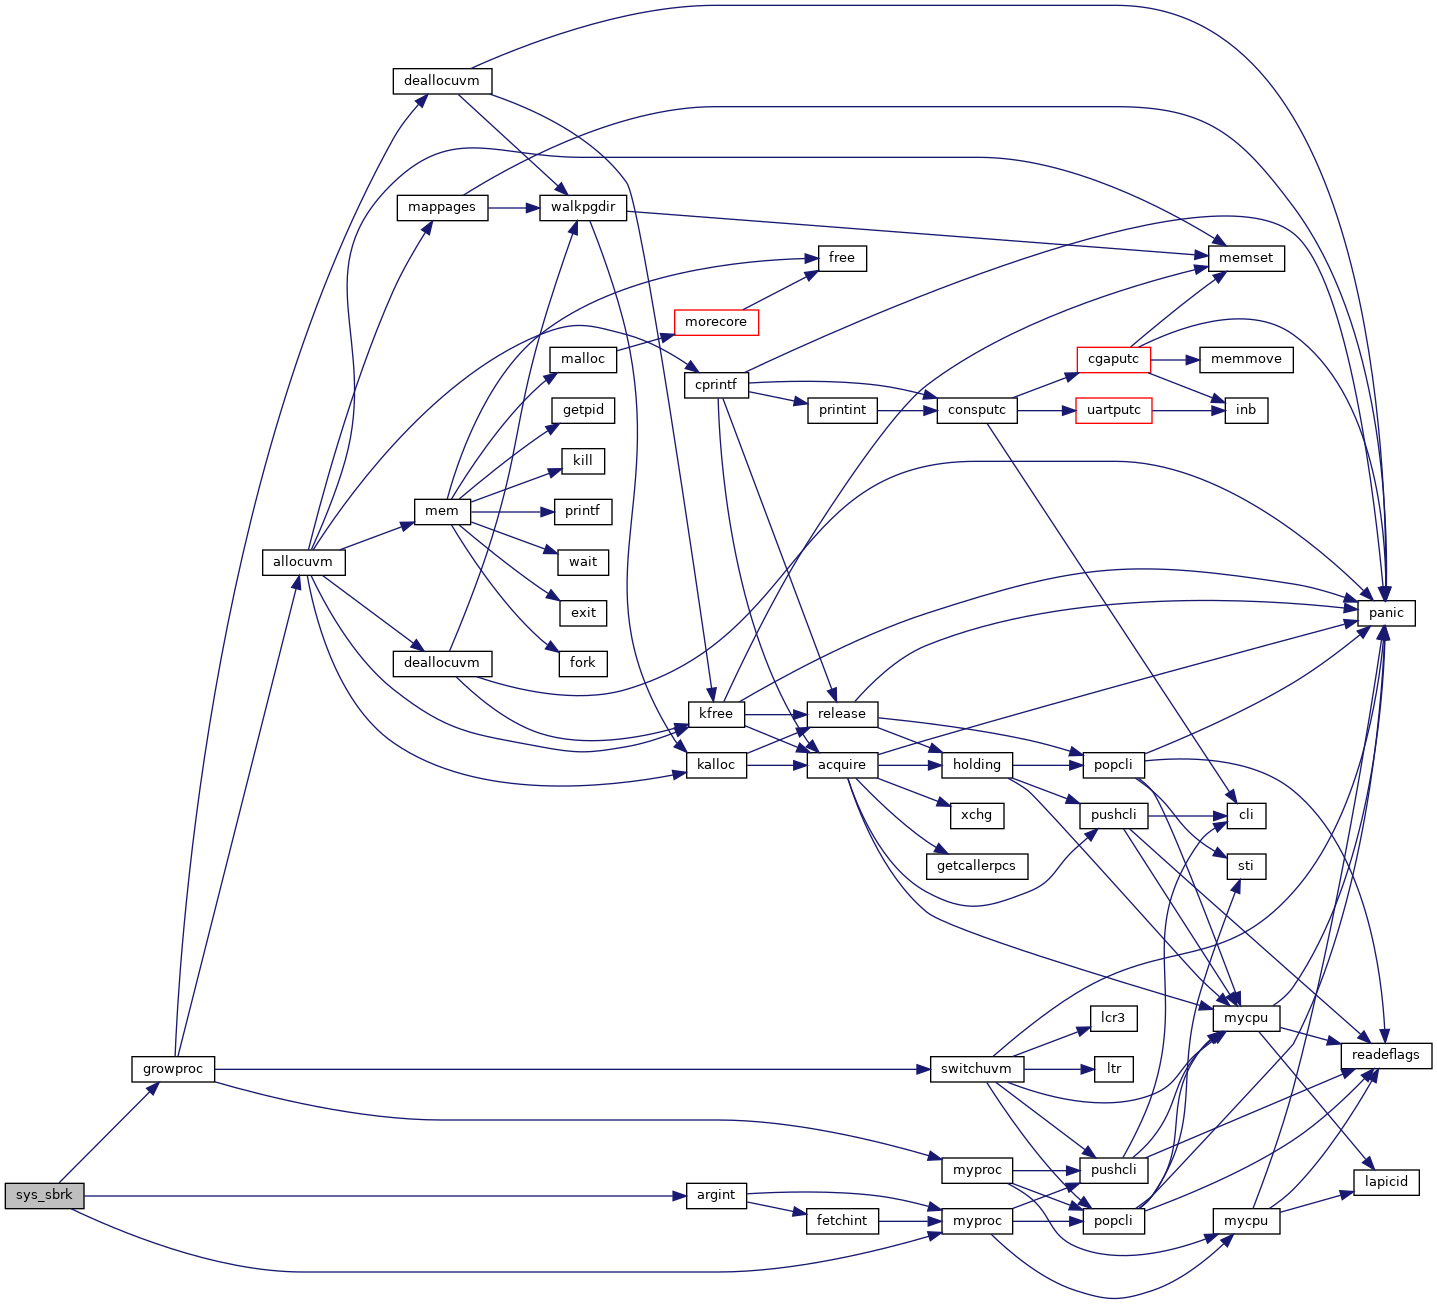 deallocuvm
mappages
walkpgdir
free
memset
morecore
malloc
cgaputc
memmove
cprintf
getpid
printint
consputc
uartputc
inb
kill
mem
printf
allocuvm
wait
exit
panic
deallocuvm
fork
kfree
release
kalloc
acquire
holding
popcli
xchg
pushcli
cli
getcallerpcs
sti
lcr3
mycpu
growproc
switchuvm
ltr
readeflags
myproc
pushcli
lapicid
sys_sbrk
argint
fetchint
myproc
popcli
mycpu